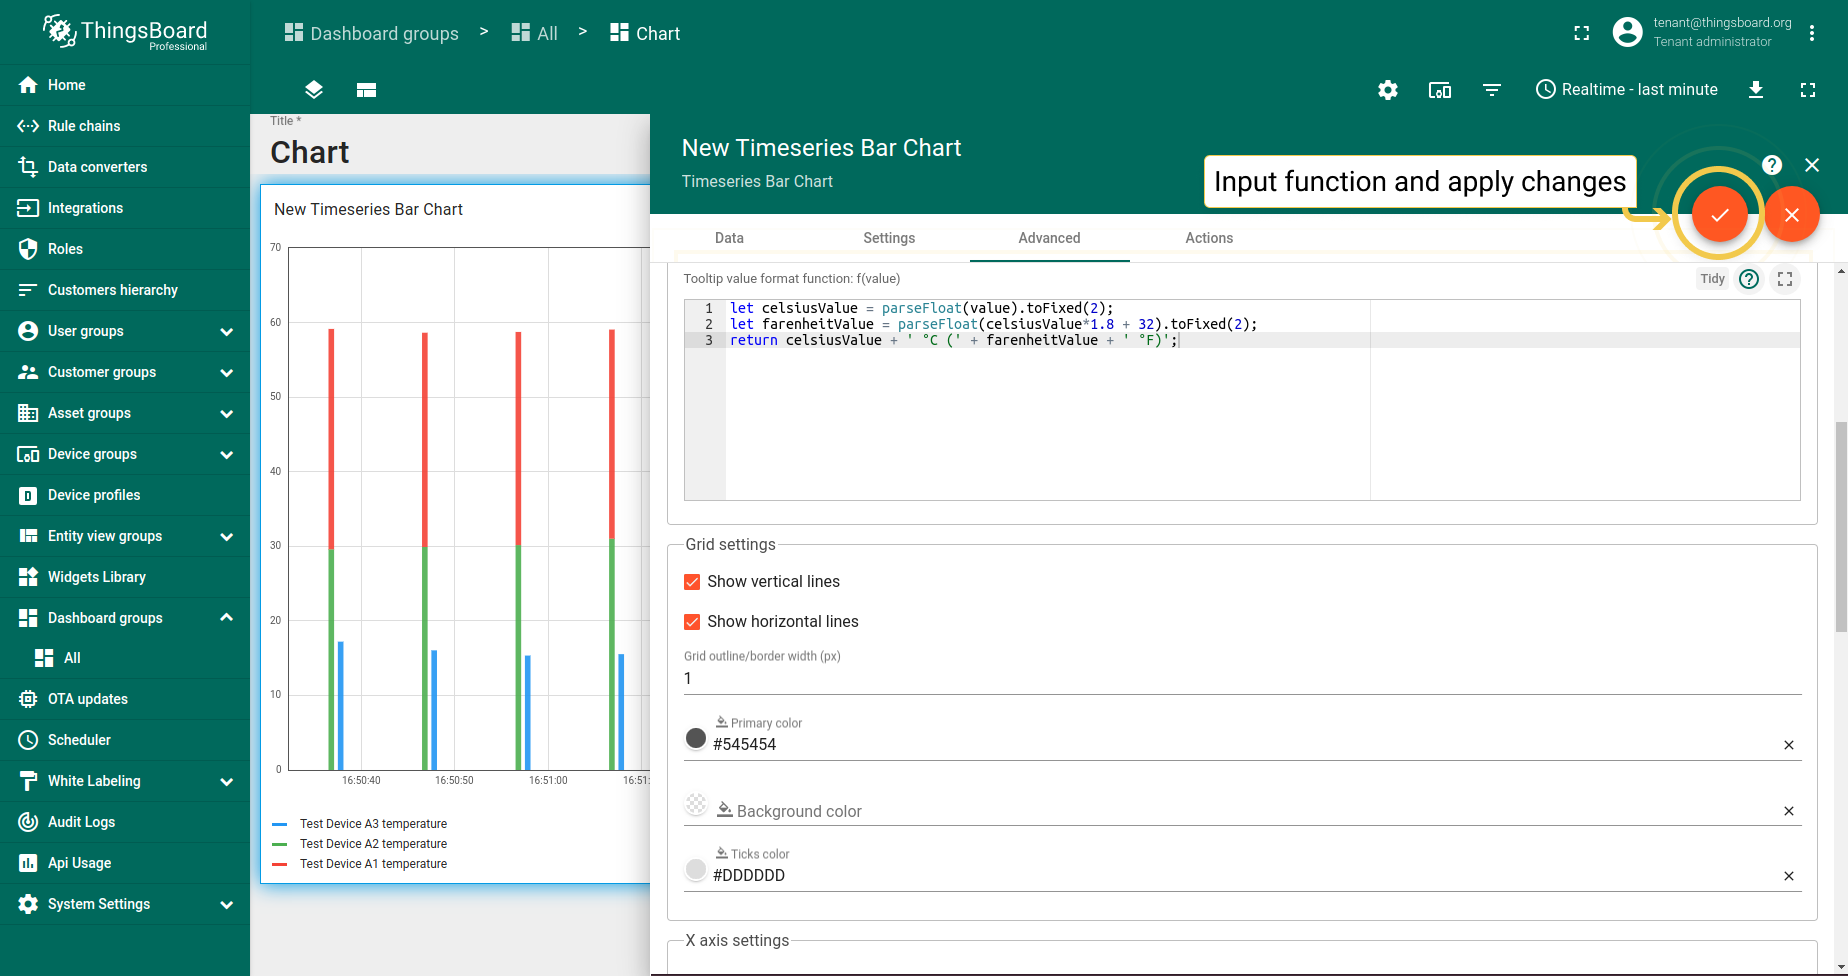 ThingsBoard
Professional
Dashboard groups > All > Chart
tenant@thingsboard.org
Tenant administrator
Realtime - last minute
Home
Rule chains
Data converters
Integrations
Roles
Customers hierarchy
User groups
Customer groups
Asset groups
Device groups
Device profiles
Entity view groups
Widgets Library
Dashboard groups
All
OTA updates
Scheduler
White Labeling
Audit Logs
Api Usage
System Settings
Title *
Chart
New Timeseries Bar Chart
70
60
50
40
30
20
10
0
16:50:40 16:50:50 16:51:00 16:51:
Test Device A3 temperature
Test Device A2 temperature
Test Device A1 temperature
New Timeseries Bar Chart
Timeseries Bar Chart
Input function and apply changes
Data Settings Advanced Actions
Tooltip value format function: f(value)
Tidy
1 let celsiusValue = parseFloat(value).toFixed(2);
2 let farenheitValue = parseFloat(celsiusValue*1.8 + 32).toFixed(2);
3 return celsiusValue + ' °C (' + farenheitValue + ' °F)';
Grid settings
Show vertical lines
Show horizontal lines
Grid outline/border width (px)
1
Primary color
#545454
Background color
Ticks color
#DDDDDD
X axis settings